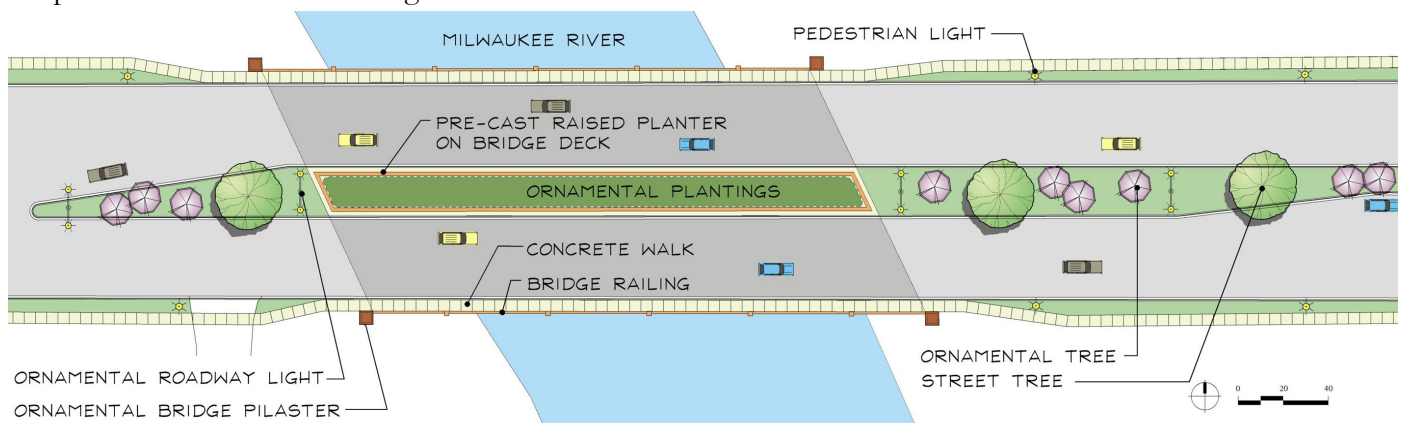 MILWAUKEE RIVER
PEDESTRIAN LIGHT
PRE-CAST RAISED PLANTER
ON BRIDGE DECK
ORNAMENTAL PLANTINGS
CONCRETE WALK
BRIDGE RAILING
ORNAMENTAL TREE
STREET TREE
ORNAMENTAL ROADWAY LIGHT
ORNAMENTAL BRIDGE PILASTER
0 20 40